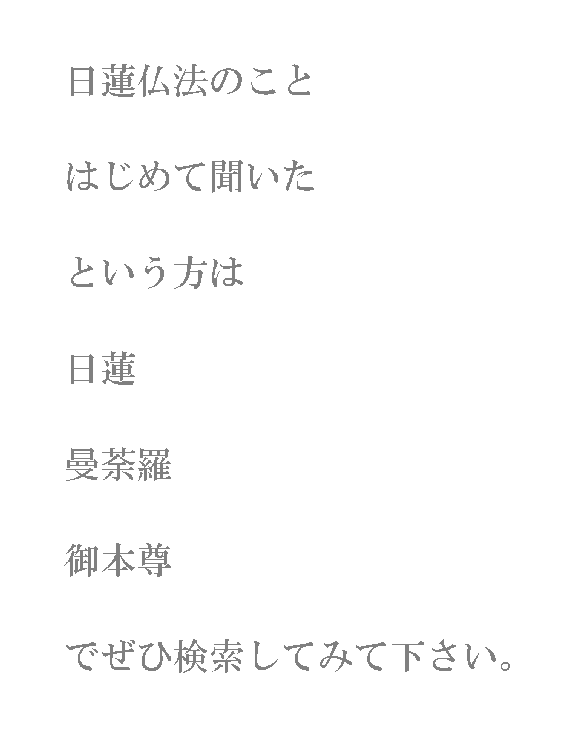 日蓮仏法のこと
はじめて聞いた
という方は
日蓮
曼荼羅
御本尊
でぜひ検索してみて下さい。